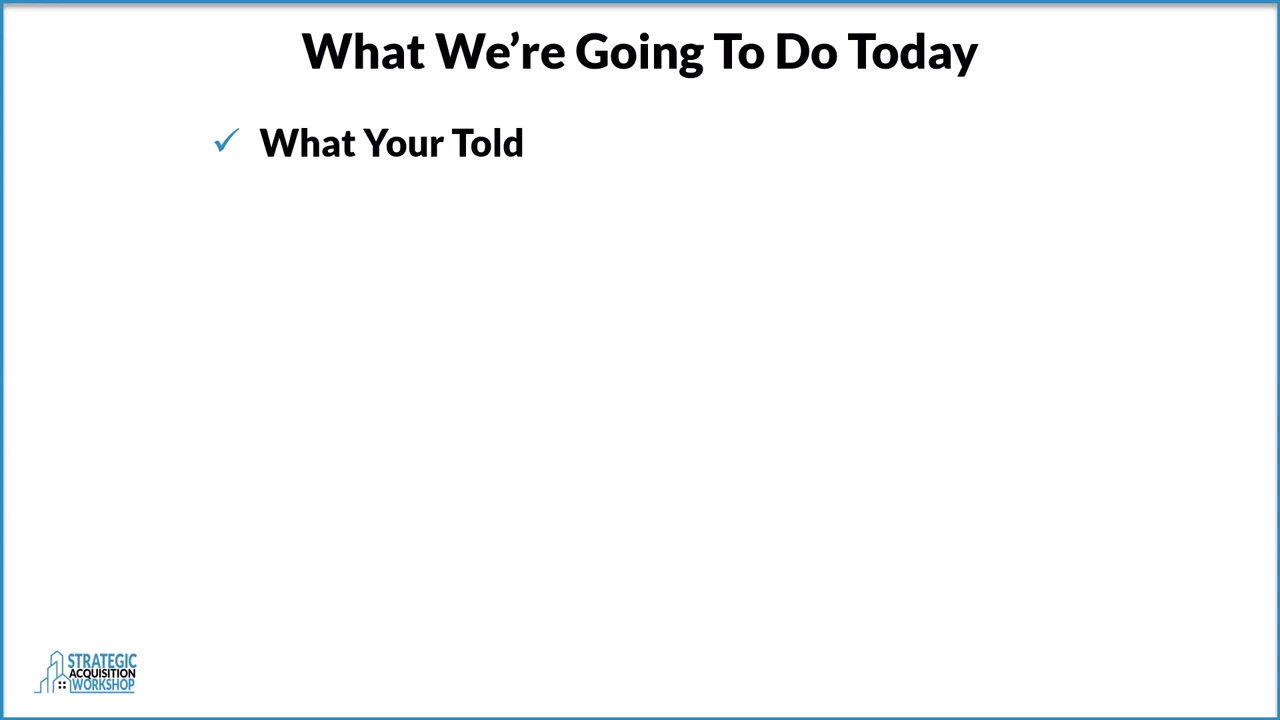 What We’re Going To Do Today
✓ What Your Told
STRATEGIC
ACQUISITION
WORKSHOP